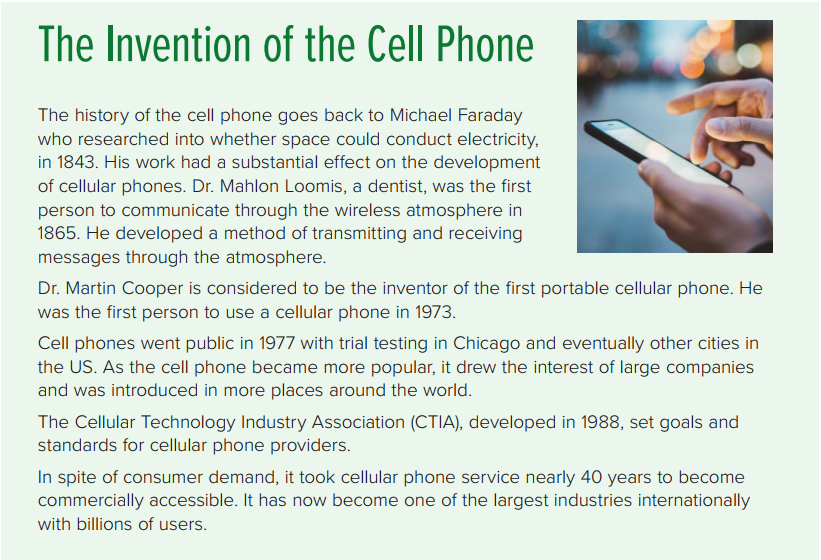 The Invention of the Cell Phone
The history of the cell phone goes back to Michael Faraday
who researched into whether space could conduct electricity,
in 1843. His work had a substantial effect on the development
of cellular phones. Dr. Mahlon Loomis, a dentist, was the first
person to communicate through the wireless atmosphere in
1865. He developed a method of transmitting and receiving
messages through the atmosphere.
Dr. Martin Cooper is considered to be the inventor of the first portable cellular phone. He
was the first person to use a cellular phone in 1973.
Cell phones went public in 1977 with trial testing in Chicago and eventually other cities in
the US. As the cell phone became more popular, it drew the interest of large companies
and was introduced in more places around the world.
The Cellular Technology Industry Association (CTIA), developed in 1988, set goals and
standards for cellular phone providers.
In spite of consumer demand, it took cellular phone service nearly 40 years to become
commercially accessible. It has now become one of the largest industries internationally
with billions of users.